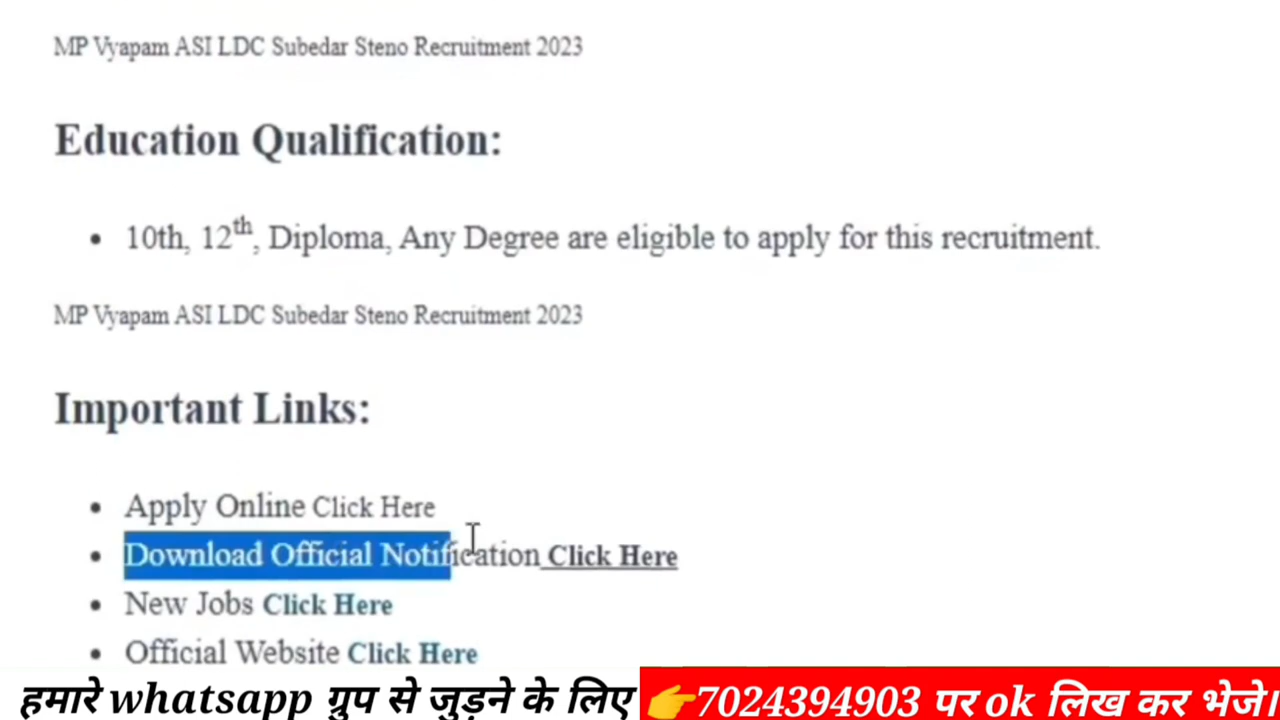 MP Vyapam ASI LDC Subedar Steno Recruitment 2023
Education Qualification:
• 10th, 12th, Diploma, Any Degree are eligible to apply for this recruitment.
MP Vyapam ASI LDC Subedar Steno Recruitment 2023
Important Links:
• Apply Online Click Here
• Download Official Notification Click Here
• New Jobs Click Here
• Official Website Click Here
हमारे whatsapp ग्रुप से जुड़ने के लिए 👉7024394903 पर ok लिख कर भेजे।